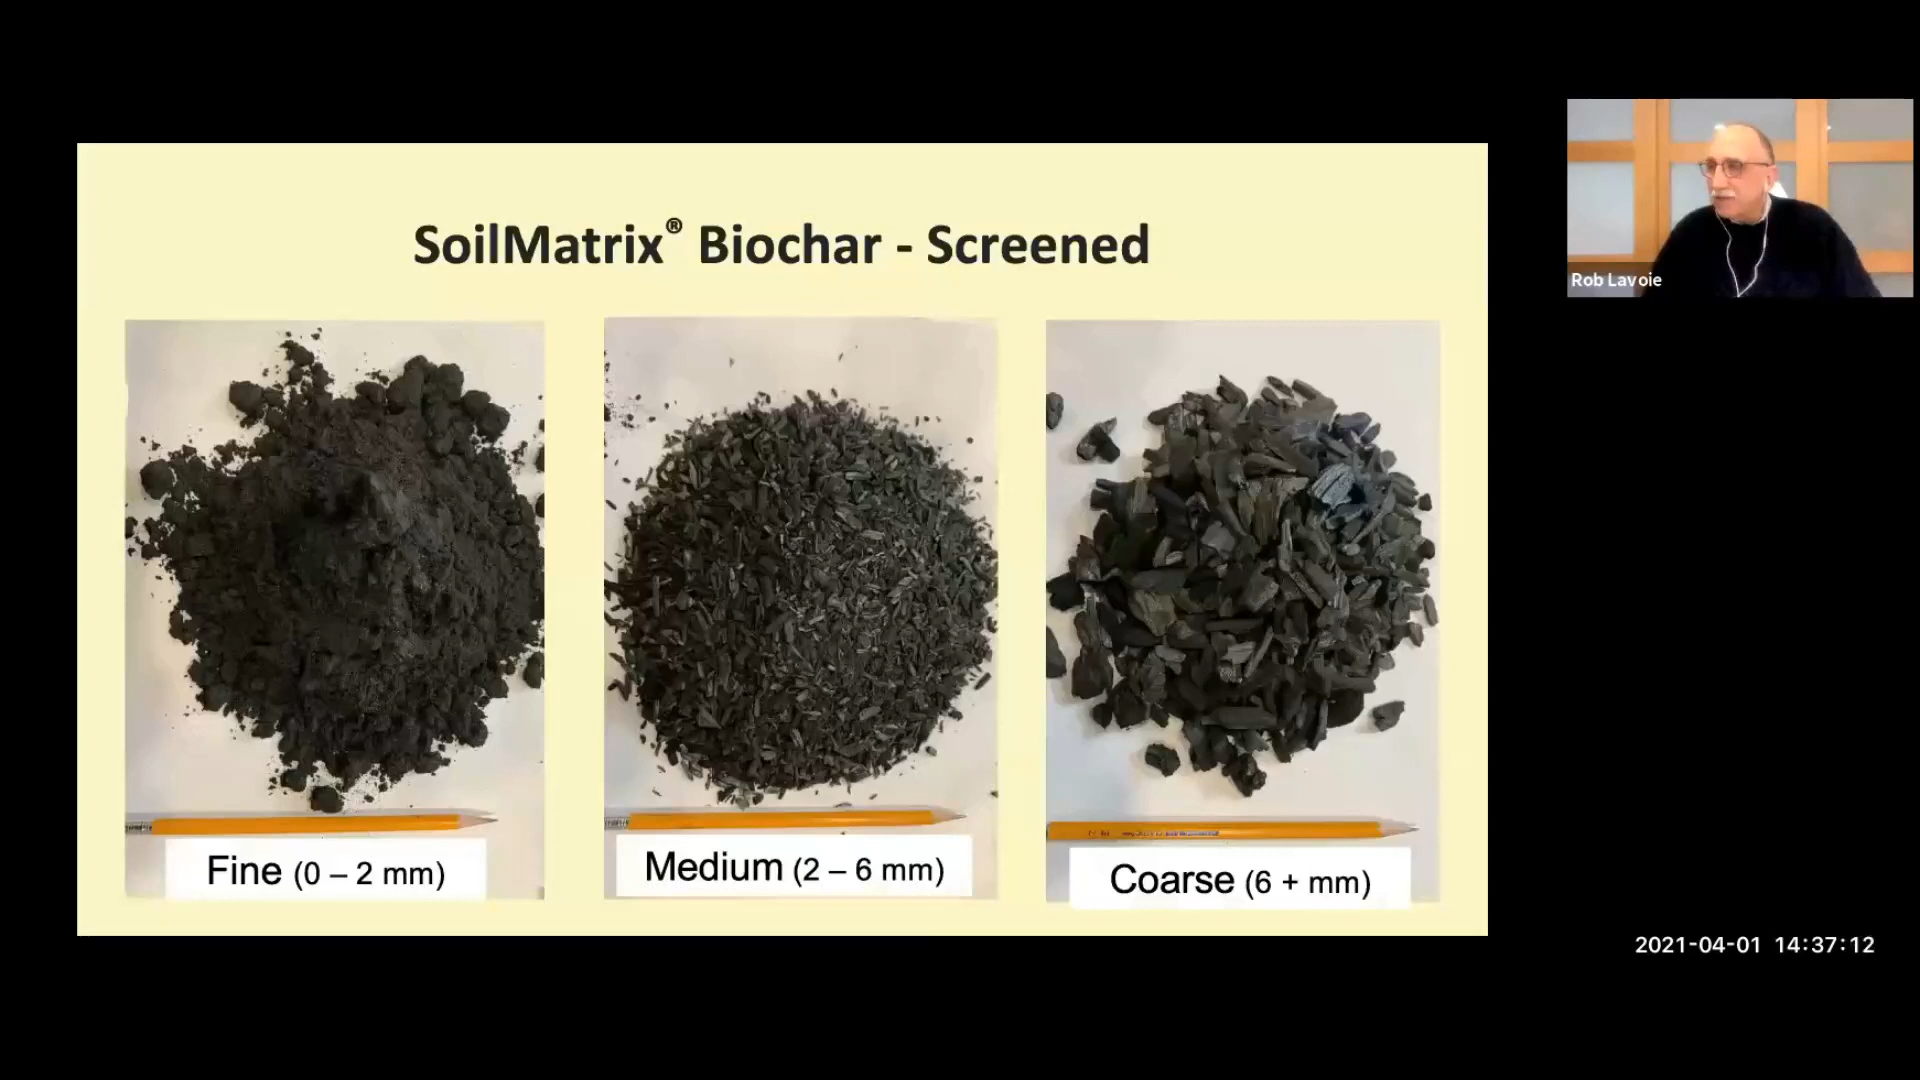 SoilMatrix® Biochar - Screened
Fine (0 – 2 mm)
Medium (2 – 6 mm)
Coarse (6 + mm)
Rob Lavoie
2021-04-01 14:37:12